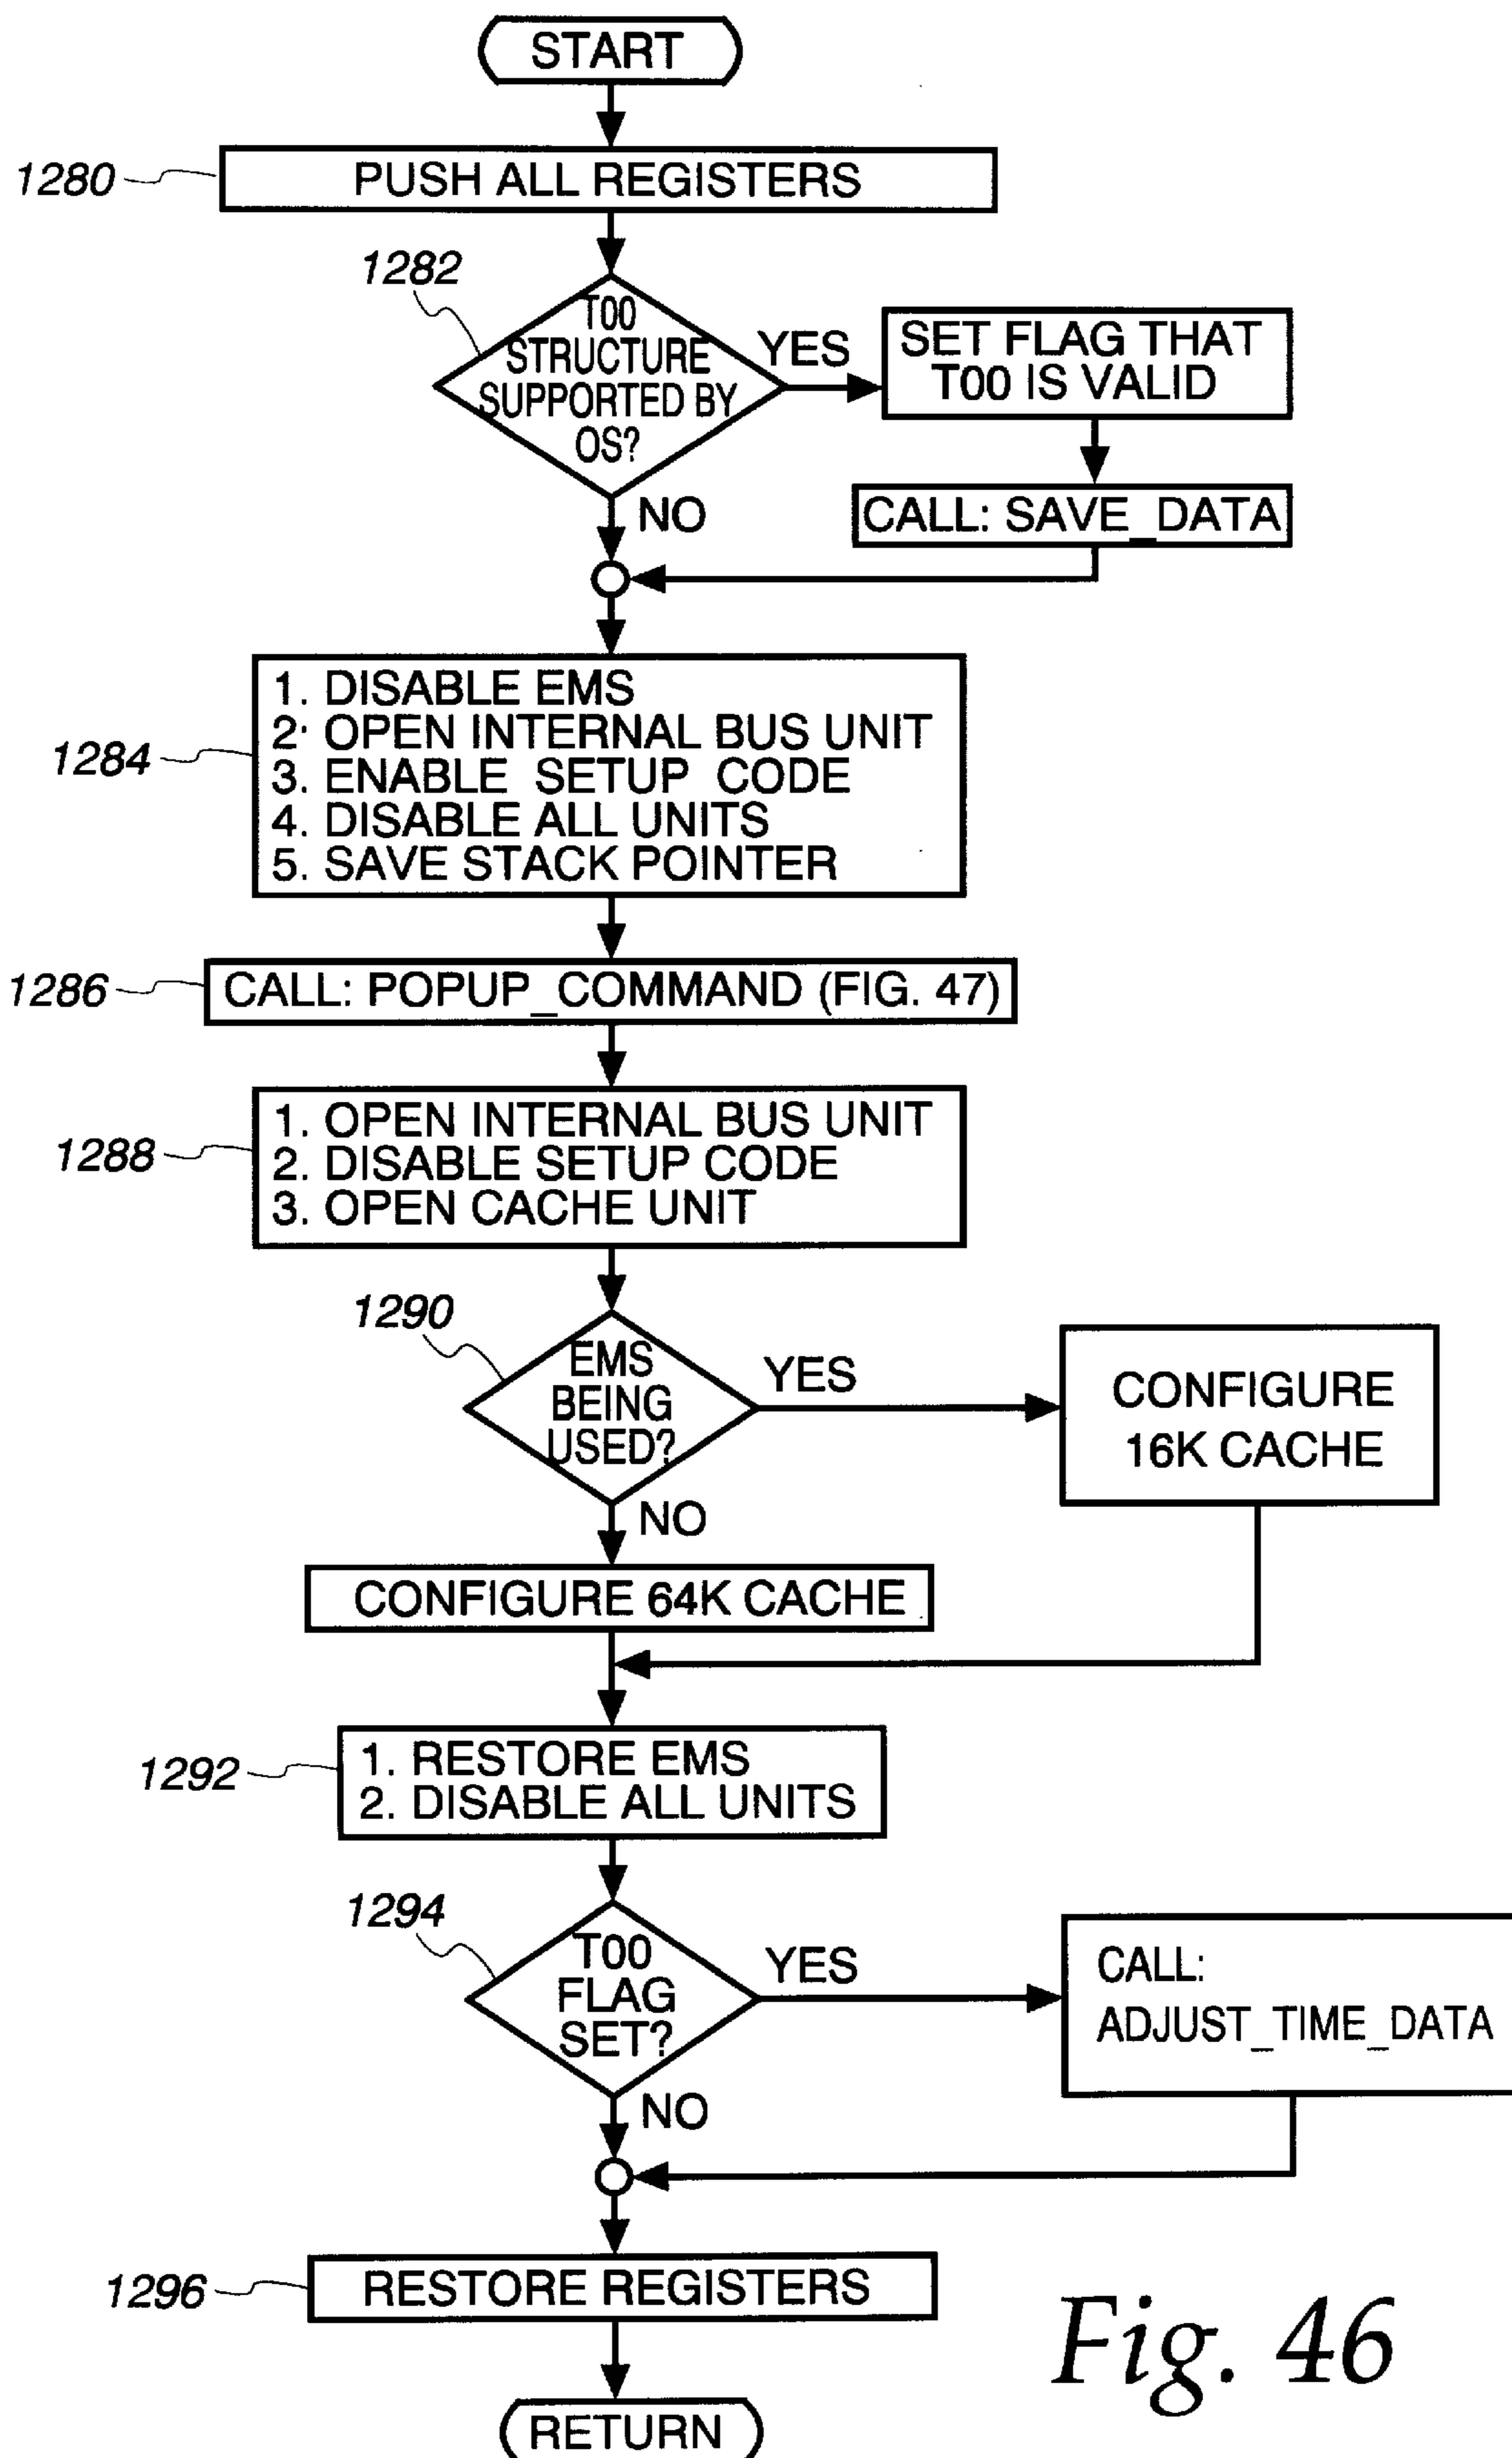 START
1280
PUSH ALL REGISTERS
1282
T00
STRUCTURE
SUPPORTED BY
OS?
YES
SET FLAG THAT
T00 IS VALID
NO
CALL: SAVE_DATA
1284
1. DISABLE EMS
2. OPEN INTERNAL BUS UNIT
3. ENABLE SETUP CODE
4. DISABLE ALL UNITS
5. SAVE STACK POINTER
1286
CALL: POPUP_COMMAND (FIG. 47)
1288
1. OPEN INTERNAL BUS UNIT
2. DISABLE SETUP CODE
3. OPEN CACHE UNIT
1290
EMS
BEING
USED?
YES
CONFIGURE
16K CACHE
NO
CONFIGURE 64K CACHE
1292
1. RESTORE EMS
2. DISABLE ALL UNITS
1294
T00
FLAG
SET?
YES
CALL:
ADJUST_TIME_DATA
NO
1296
RESTORE REGISTERS
RETURN
Fig. 46